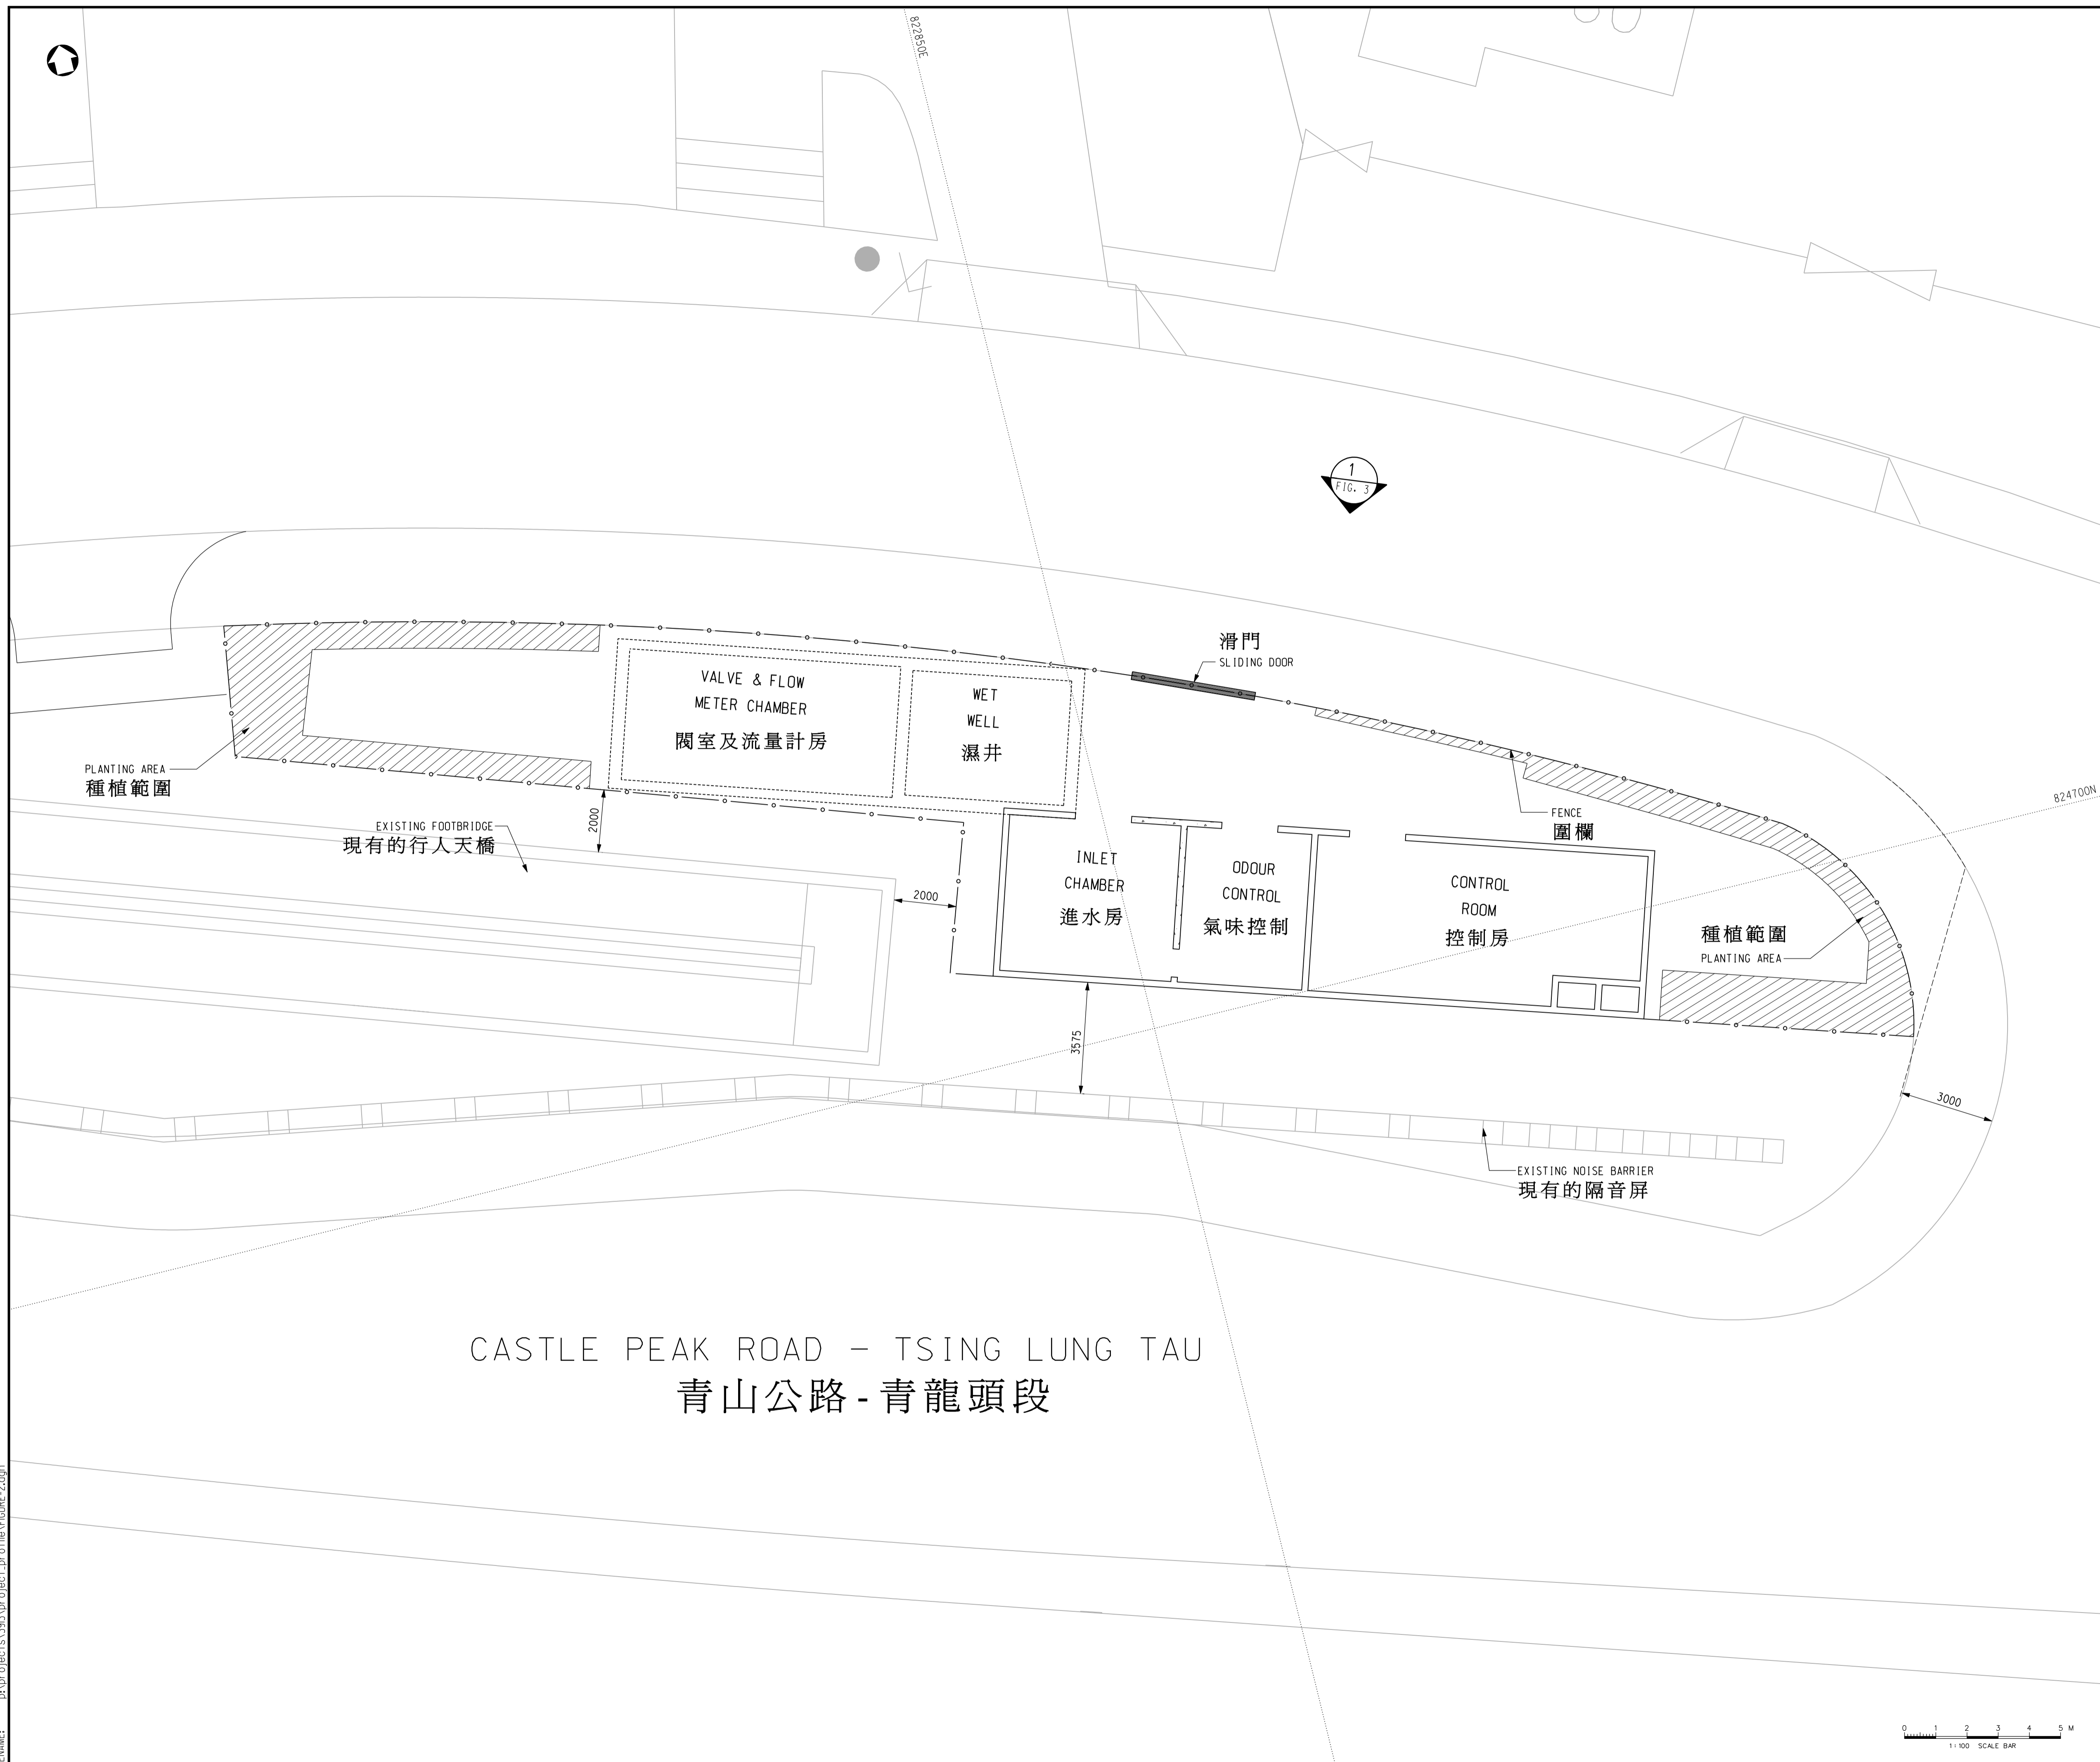 822850E
1
FIG. 3
滑門
SLIDING DOOR
VALVE & FLOW
METER CHAMBER
閥室及流量計房
WET
WELL
濕井
PLANTING AREA
種植範圍
824700N
FENCE
圍欄
2000
EXISTING FOOTBRIDGE
現有的行人天橋
INLET
CHAMBER
進水房
ODOUR
CONTROL
氣味控制
CONTROL
ROOM
控制房
2000
種植範圍
PLANTING AREA
3575
3000
EXISTING NOISE BARRIER
現有的隔音屏
CASTLE PEAK ROAD - TSING LUNG TAU
青山公路-青龍頭段
0 1 2 3 4 5 M
1:100 SCALE BAR